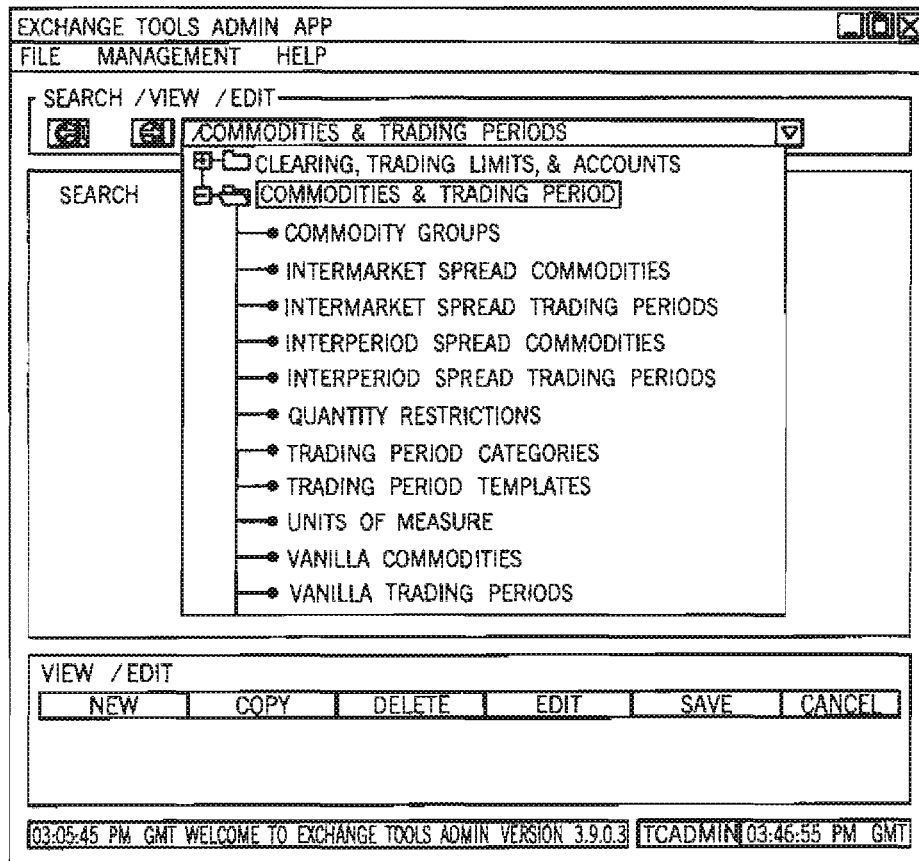 EXCHANGE TOOLS ADMIN APP
FILE MANAGEMENT HELP
SEARCH / VIEW / EDIT
/COMMODITIES & TRADING PERIODS
CLEARING, TRADING LIMITS, & ACCOUNTS
SEARCH
COMMODITIES & TRADING PERIOD
COMMODITY GROUPS
INTERMARKET SPREAD COMMODITIES
INTERMARKET SPREAD TRADING PERIODS
INTERPERIOD SPREAD COMMODITIES
INTERPERIOD SPREAD TRADING PERIODS
QUANTITY RESTRICTIONS
TRADING PERIOD CATEGORIES
TRADING PERIOD TEMPLATES
UNITS OF MEASURE
VANILLA COMMODITIES
VANILLA TRADING PERIODS
VIEW / EDIT
NEW COPY DELETE EDIT SAVE CANCEL
03:05:45 PM GMT WELCOME TO EXCHANGE TOOLS ADMIN VERSION 3.9.0.3 TCADMIN 03:46:55 PM GMT